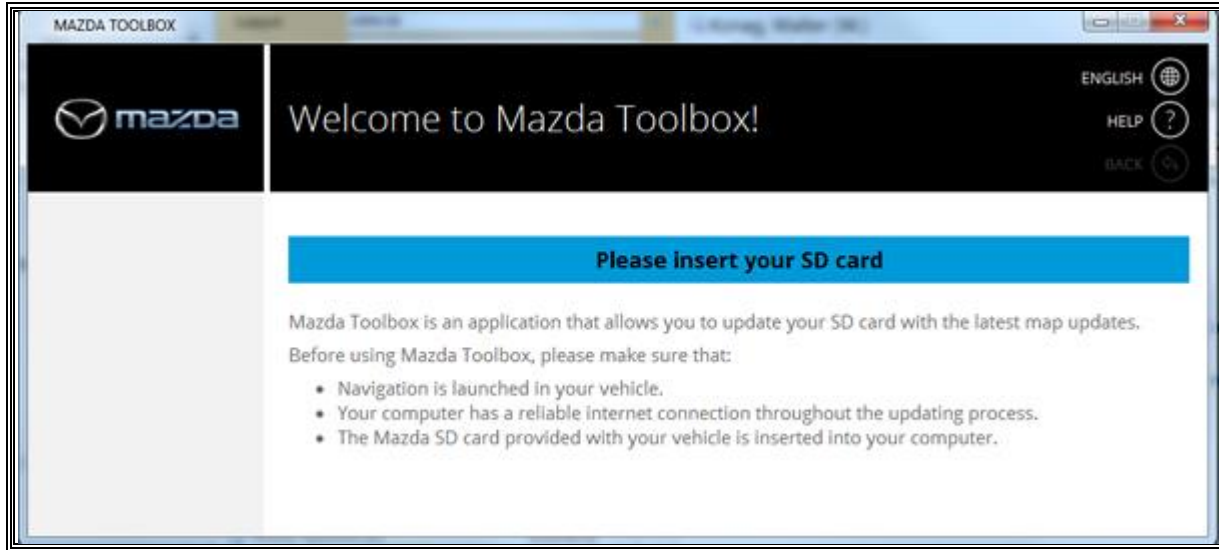 MAZDA TOOLBOX
mazda
Welcome to Mazda Toolbox!
ENGLISH
HELP
BACK
Please insert your SD card
Mazda Toolbox is an application that allows you to update your SD card with the latest map updates.
Before using Mazda Toolbox, please make sure that:
• Navigation is launched in your vehicle.
• Your computer has a reliable internet connection throughout the updating process.
• The Mazda SD card provided with your vehicle is inserted into your computer.